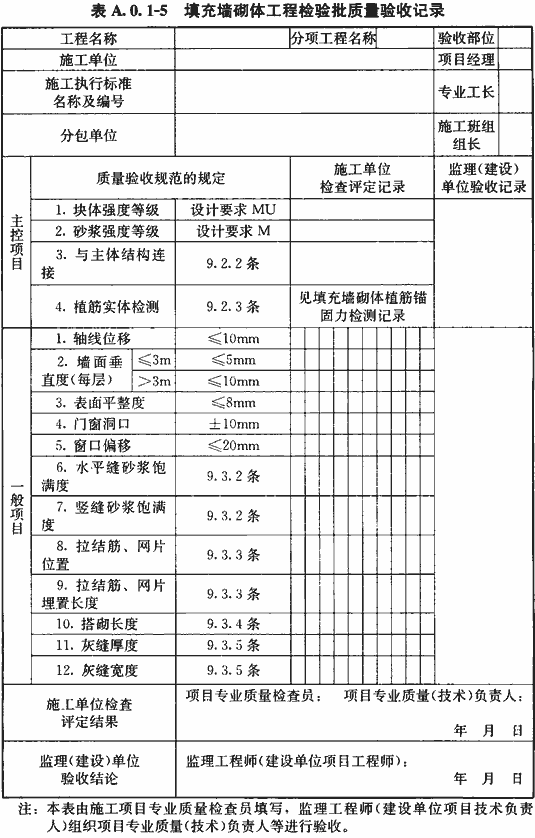 表 A.0.1-5 填充墙砌体工程检验批质量验收记录
工程名称 分项工程名称 验收部位
施工单位 项目经理
施工执行标准
名称及编号
专业工长
分包单位
施工班组
组长
主控项目
质量验收规范的规定
施工单位
检查评定记录
监理(建设)
单位验收记录
1. 块体强度等级 设计要求 MU
2. 砂浆强度等级 设计要求 M
3. 与主体结构连
接
9.2.2 条
4. 植筋实体检测 9.2.3 条
见填充墙砌体植筋锚
固力检测记录
一般项目
1. 轴线位移 ≤10mm
2. 墙面垂
直度(每层)
≤3m ≤5mm
>3m ≤10mm
3. 表面平整度 ≤8mm
4. 门窗洞口 ±10mm
5. 窗口偏移 ≤20mm
6. 水平缝砂浆饱
满度
9.3.2 条
7. 竖缝砂浆饱满
度
9.3.2 条
8. 拉结筋、网片
位置
9.3.3 条
9. 拉结筋、网片
埋置长度
9.3.3 条
10. 搭砌长度 9.3.4 条
11. 灰缝厚度 9.3.5 条
12. 灰缝宽度 9.3.5 条
施工单位检查
评定结果
项目专业质量检查员: 项目专业质量(技术)负责人:
年 月 日
监理(建设)单位
验收结论
监理工程师(建设单位项目工程师):
年 月 日
注: 本表由施工项目专业质量检查员填写, 监理工程师(建设单位项目技术负责
人)组织项目专业质量(技术)负责人等进行验收。